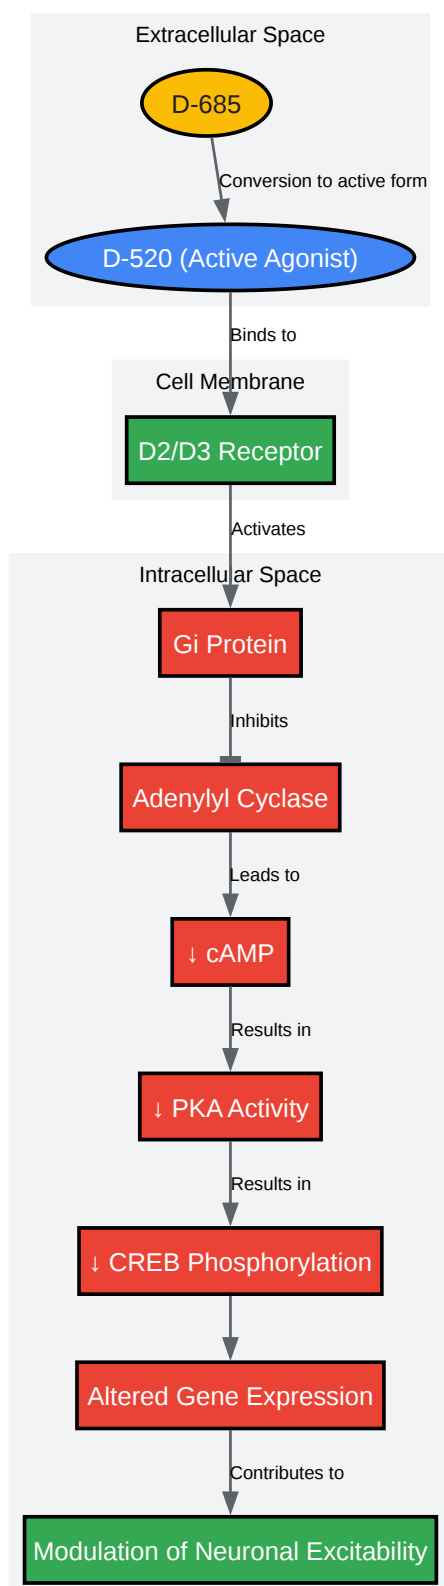 Extracellular Space
D-685
Conversion to active form
D-520 (Active Agonist)
Binds to
Cell Membrane
D2/D3 Receptor
Activates
Intracellular Space
Gi Protein
Inhibits
Adenylyl Cyclase
Leads to
↓ cAMP
Results in
↓ PKA Activity
Results in
↓ CREB Phosphorylation
Altered Gene Expression
Contributes to
Modulation of Neuronal Excitability